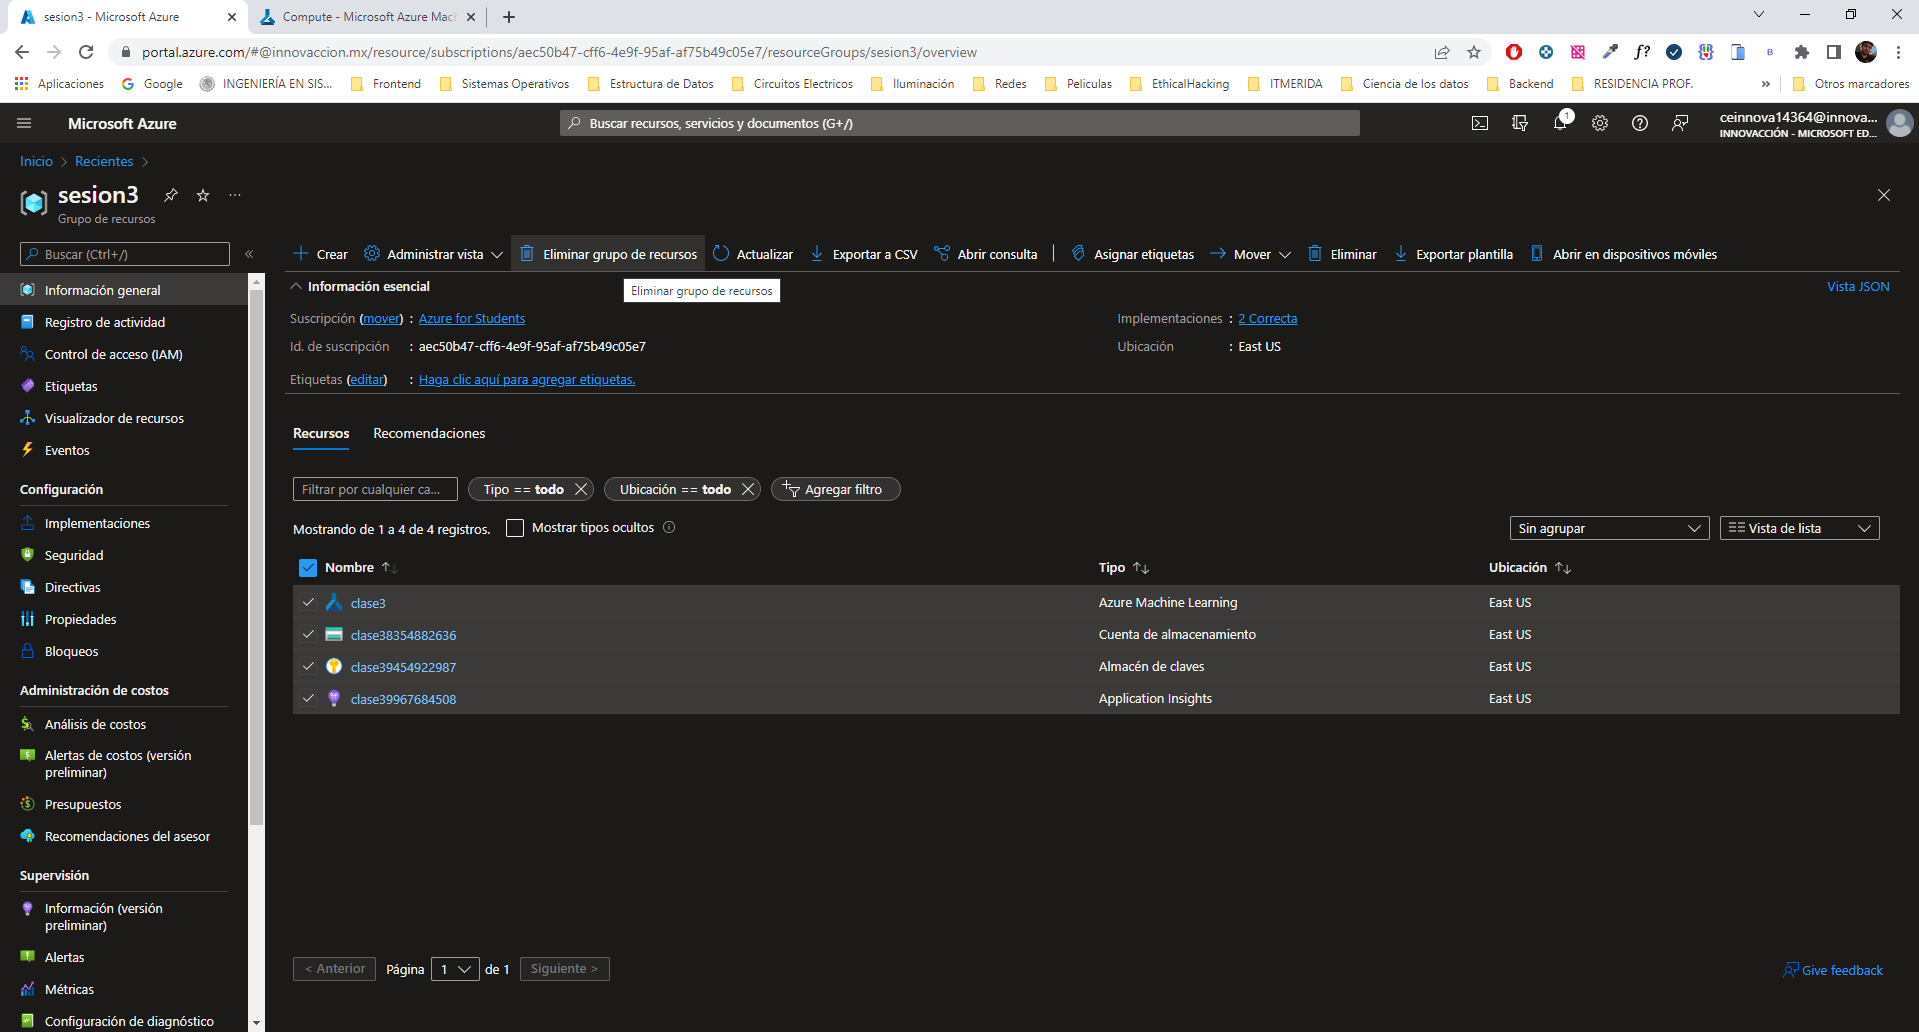 sesion3 - Microsoft Azure
Compute - Microsoft Azure Mac
portal.azure.com/#@innovaccion.mx/resource/subscriptions/aec50b47-cff6-4e9f-95af-af75b49c05e7/resourceGroups/sesion3/overview
Aplicaciones Google INGENIERÍA EN SIS... Frontend Sistemas Operativos Estructura de Datos Circuitos Electricos Iluminación Redes Peliculas EthicalHacking ITMERIDA Ciencia de los datos Backend RESIDENCIA PROF. » Otros marcadores
Microsoft Azure
Buscar recursos, servicios y documentos (G+/)
1
ceinnova14364@innova...
INNOVACCIÓN - MICROSOFT ED...
Inicio > Recientes >
sesion3
Grupo de recursos
Buscar (Ctrl+/)
Información general
Registro de actividad
Control de acceso (IAM)
Etiquetas
Visualizador de recursos
Eventos
Configuración
Implementaciones
Seguridad
Directivas
Propiedades
Bloqueos
Administración de costos
Análisis de costos
Alertas de costos (versión
preliminar)
Presupuestos
Recomendaciones del asesor
Supervisión
Información (versión
preliminar)
Alertas
Métricas
Configuración de diagnóstico
Crear Administrar vista Eliminar grupo de recursos Actualizar Exportar a CSV Abrir consulta Asignar etiquetas Mover Eliminar Exportar plantilla Abrir en dispositivos móviles
Eliminar grupo de recursos
Información esencial
Vista JSON
Suscripción (mover) : Azure for Students
Id. de suscripción : aec50b47-cff6-4e9f-95af-af75b49c05e7
Etiquetas (editar) : Haga clic aquí para agregar etiquetas.
Implementaciones : 2 Correcta
Ubicación : East US
Recursos Recomendaciones
Filtrar por cualquier ca... Tipo == todo Ubicación == todo Agregar filtro
Mostrando de 1 a 4 de 4 registros. Mostrar tipos ocultos
Sin agrupar Vista de lista
Nombre Tipo Ubicación
clase3 Azure Machine Learning East US
clase38354882636 Cuenta de almacenamiento East US
clase39454922987 Almacén de claves East US
clase39967684508 Application Insights East US
< Anterior Página 1 de 1 Siguiente >
Give feedback